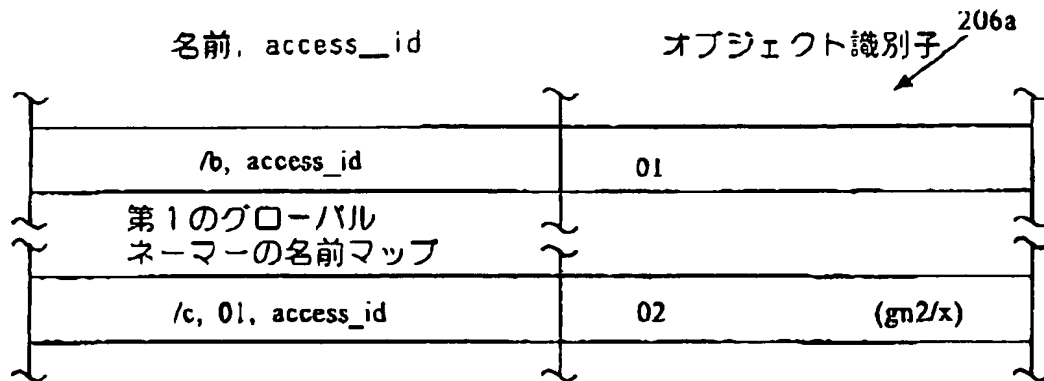 206a
名前, access__id オブジェクト識別子
/b, access_id 01
第1のグローバル
ネーマーの名前マップ
/c, 01, access_id 02 (gn2/x)